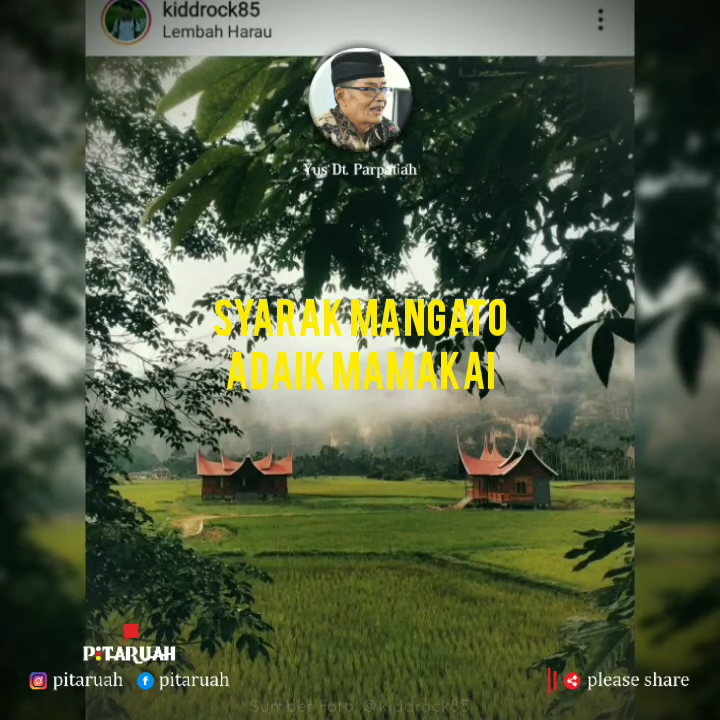 kiddrock85
Lembah Harau
Yus Dt. Parpatiah
SYARAK MANGATO
ADAIK MAMAKAI
PITARUAH
pitaruah pitaruah please share
Sumber Foto: @kiddrock85